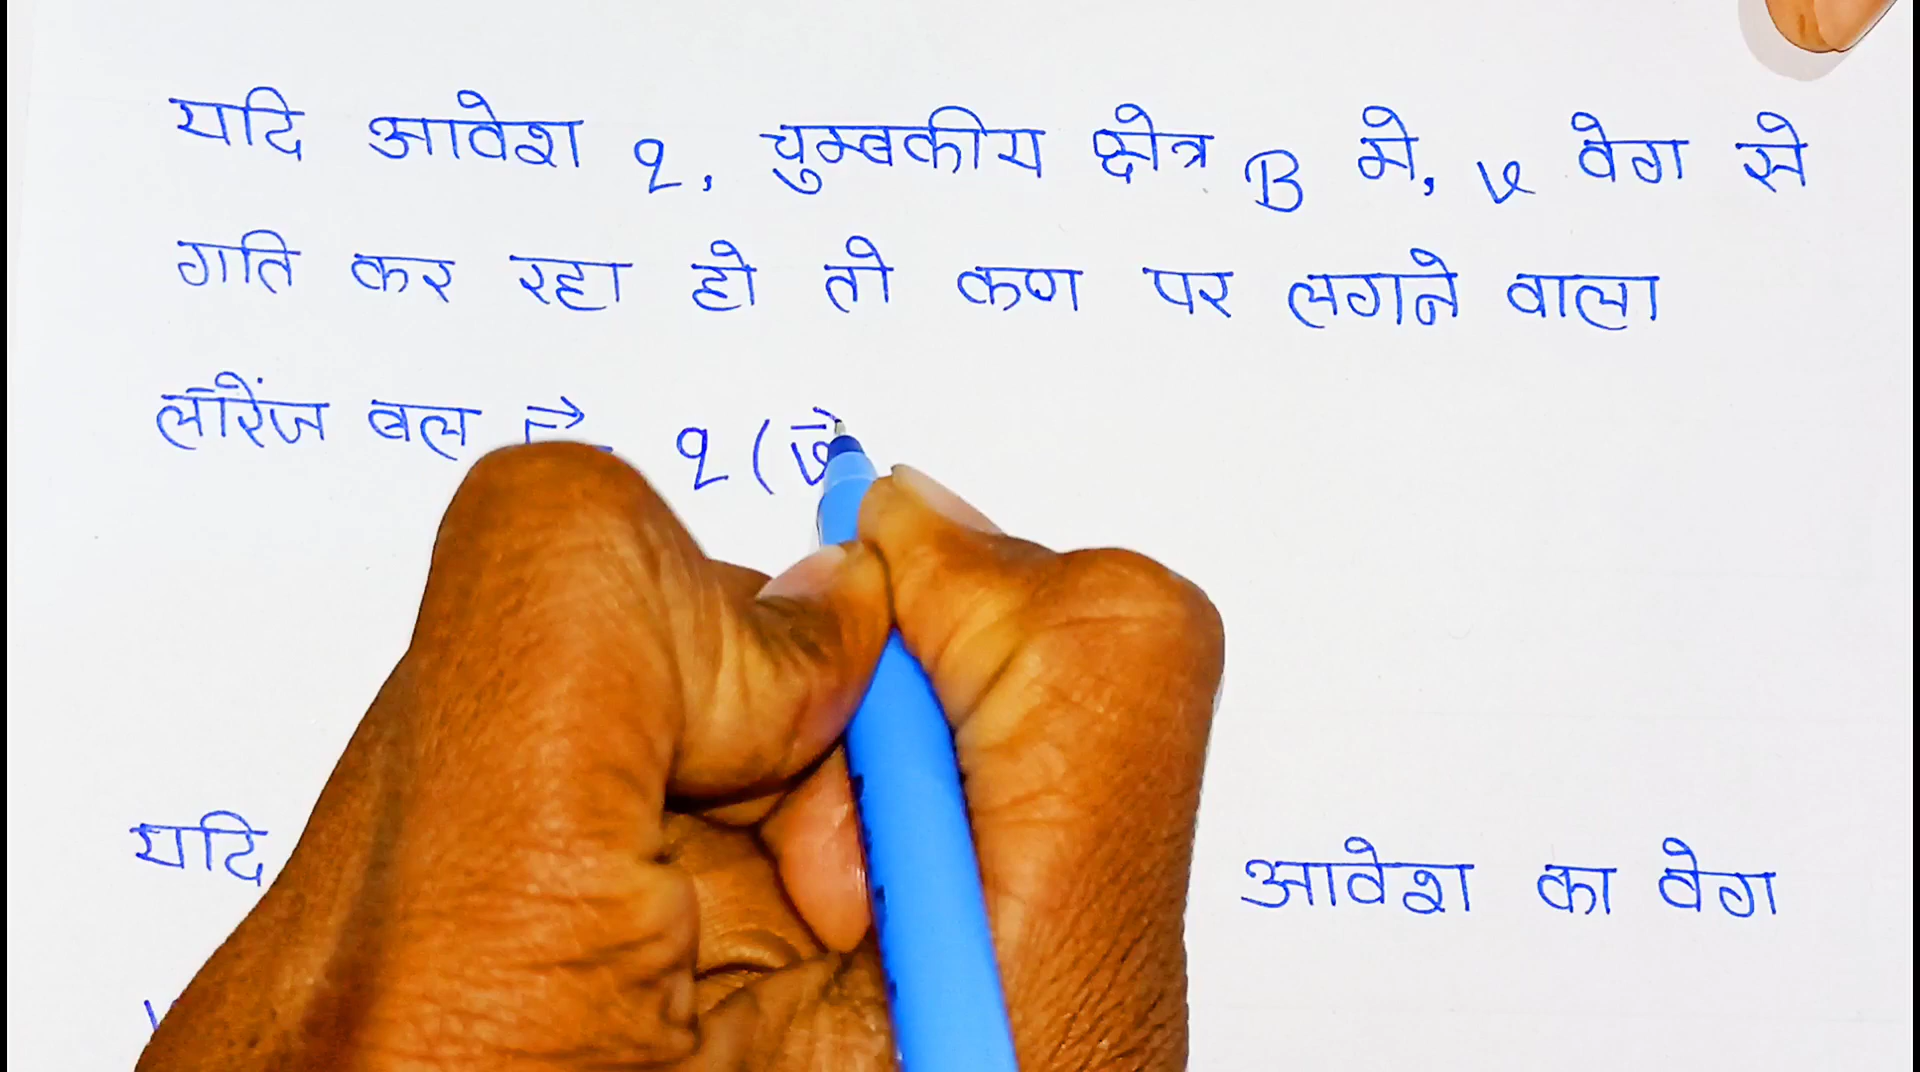 यदि आवेश q, चुम्बकीय क्षेत्र B मे, v वेग से
गति कर रहा हो तो कण पर लगने वाला
लॉरेंज बल q ( v⃗
यदि आवेश का वेग